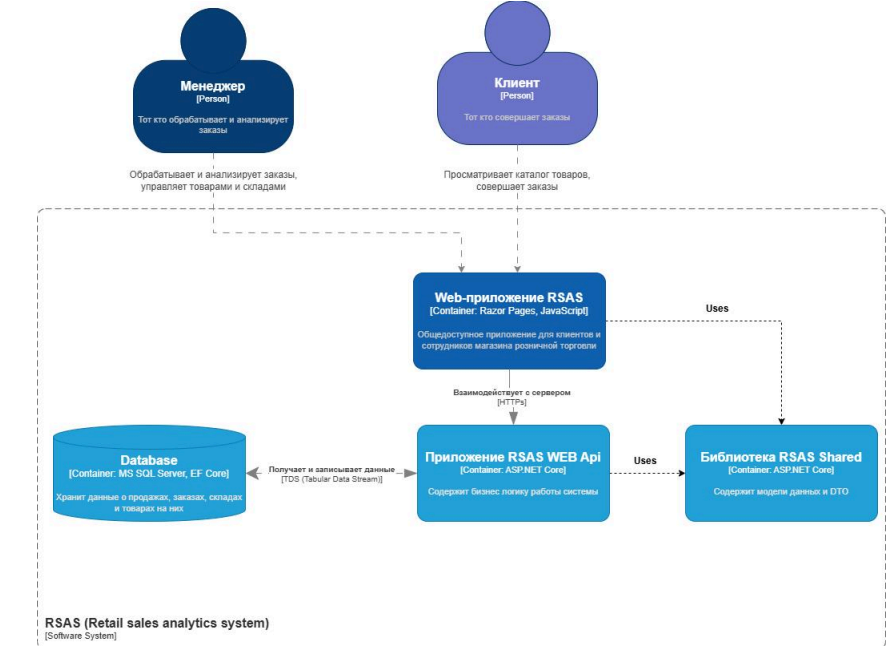 Менеджер
[Person]
Тот кто обрабатывает и анализирует
заказы
Клиент
[Person]
Тот кто совершает заказы
Обрабатывает и анализирует заказы,
управляет товарами и складами
Просматривает каталог товаров,
совершает заказы
Web-приложение RSAS
[Container: Razor Pages, JavaScript]
Общедоступное приложение для клиентов и
сотрудников магазина розничной торговли
Uses
Взаимодействует с сервером
[HTTPs]
Database
[Container: MS SQL Server, EF Core]
Хранит данные о продажах, заказах, складах
и товарах на них
Получает и записывает данные
[TDS (Tabular Data Stream)]
Приложение RSAS WEB Api
[Container: ASP.NET Core]
Содержит бизнес логику работы системы
Uses
Библиотека RSAS Shared
[Container: ASP.NET Core]
Содержит модели данных и DTO
RSAS (Retail sales analytics system)
[Software System]